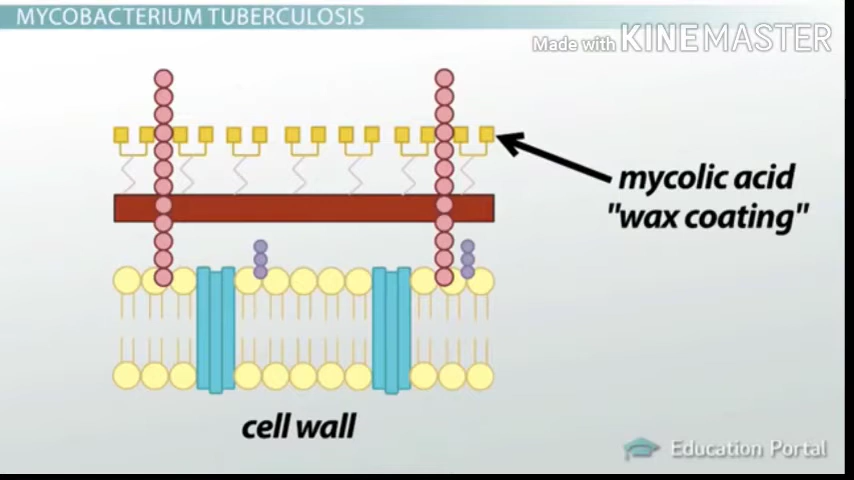 MYCOBACTERIUM TUBERCULOSIS
Made with KINEMASTER
mycolic acid
"wax coating"
cell wall
Education Portal